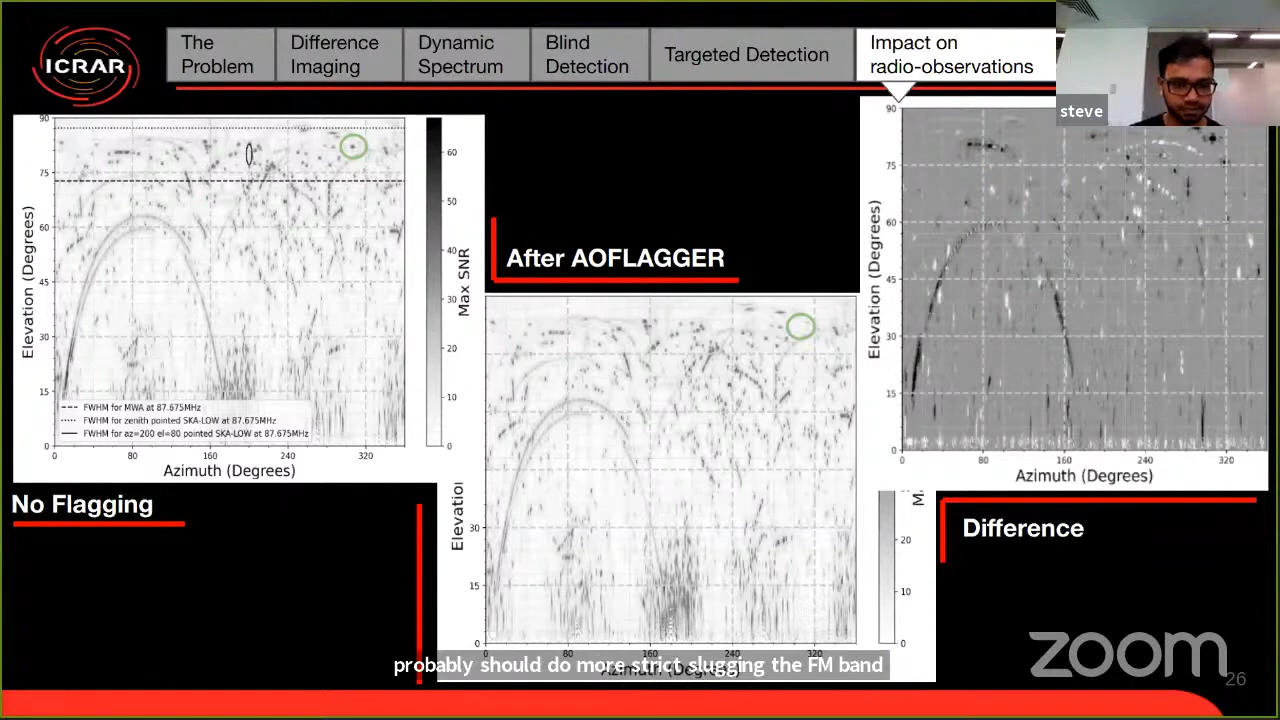 ICRAR
The
Problem
Difference
Imaging
Dynamic
Spectrum
Blind
Detection
Targeted Detection
Impact on
radio-observations
steve
90
75
60
45
30
15
0
Elevation (Degrees)
FWHM for MWA at 87.675MHz
FWHM for zenith pointed SKA-LOW at 87.675MHz
FWHM for az=200 el=80 pointed SKA-LOW at 87.675MHz
0 80 160 240 320
Azimuth (Degrees)
60
50
40
30
20
10
0
Max SNR
No Flagging
After AOFLAGGER
30
15
0
0 80 160 240 320
Azimuth (Degrees)
20
10
0
90
75
60
45
30
15
0
Elevation (Degrees)
0 80 160 240 320
Azimuth (Degrees)
Difference
probably should do more strict slugging the FM band
zoom
26